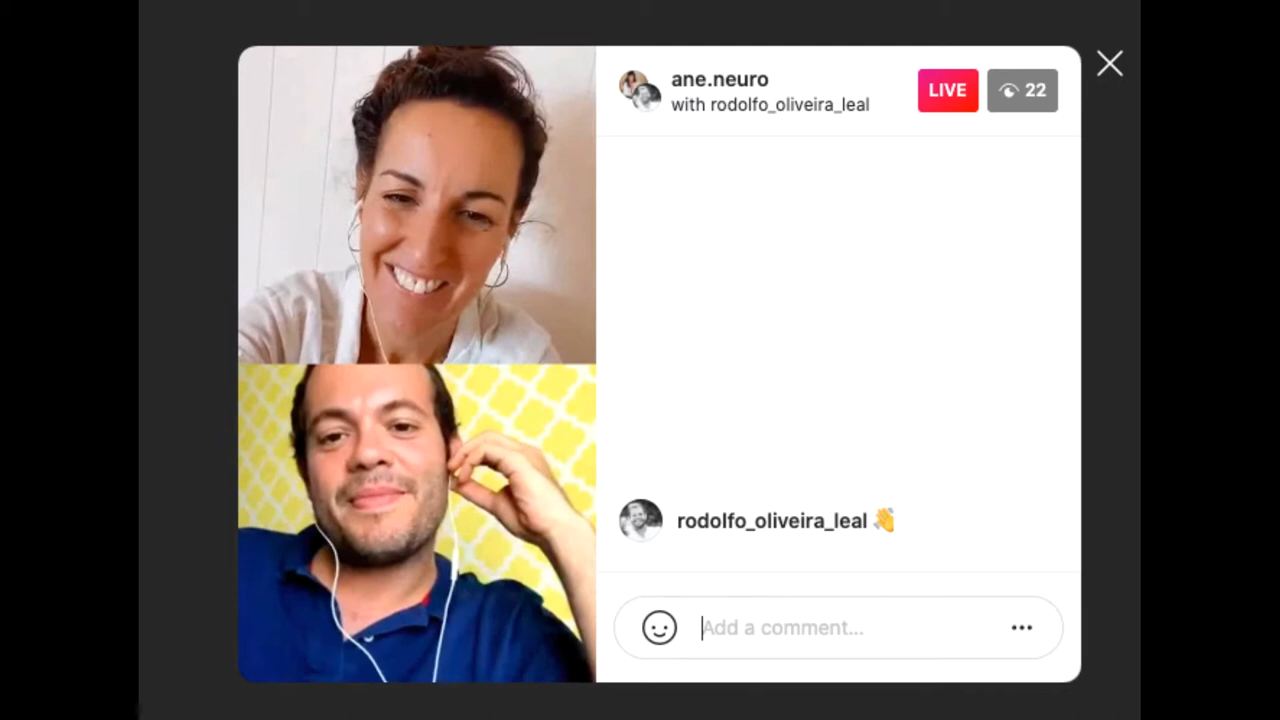 ane.neuro
with rodolfo_oliveira_leal
LIVE
22
rodolfo_oliveira_leal 👏
Add a comment...